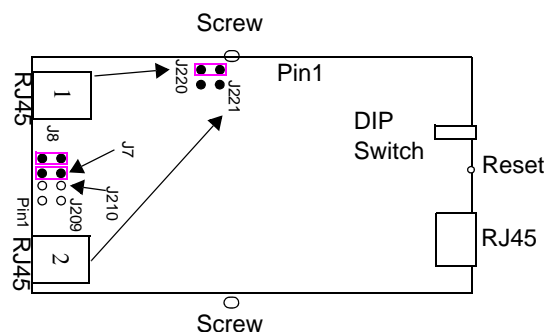 Screw
Pin1
J220
J221
RJ45
1
J8
J7
DIP
Switch
Reset
J210
J209
Pin1
RJ45
2
RJ45
Screw